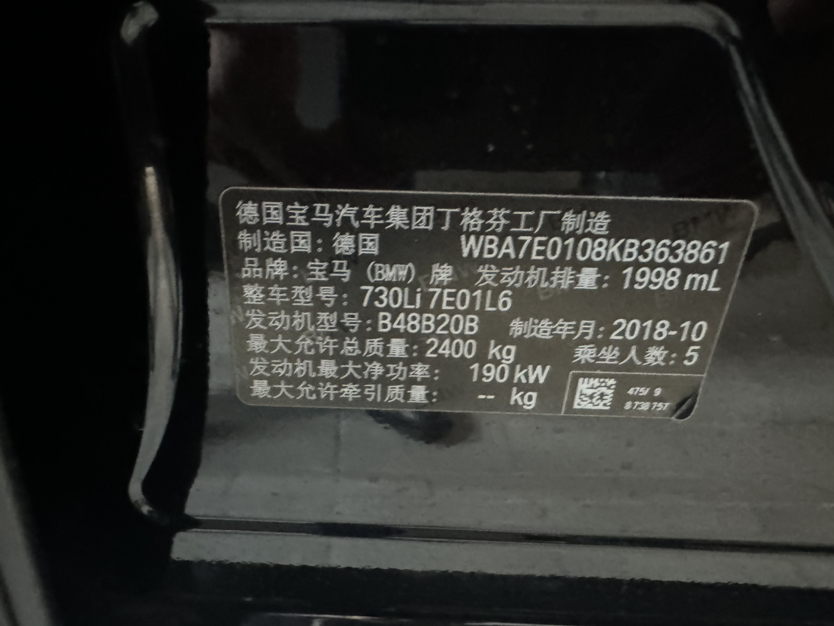 德国宝马汽车集团丁格芬工厂制造
制造国：德国 WBA7E0108KB363861
品牌：宝马 (BMW) 牌 发动机排量：1998 mL
整车型号：730Li 7E01L6
发动机型号：B48B20B 制造年月：2018-10
最大允许总质量：2400 kg 乘坐人数：5
发动机最大净功率： 190 kW
最大允许牵引质量： -- kg